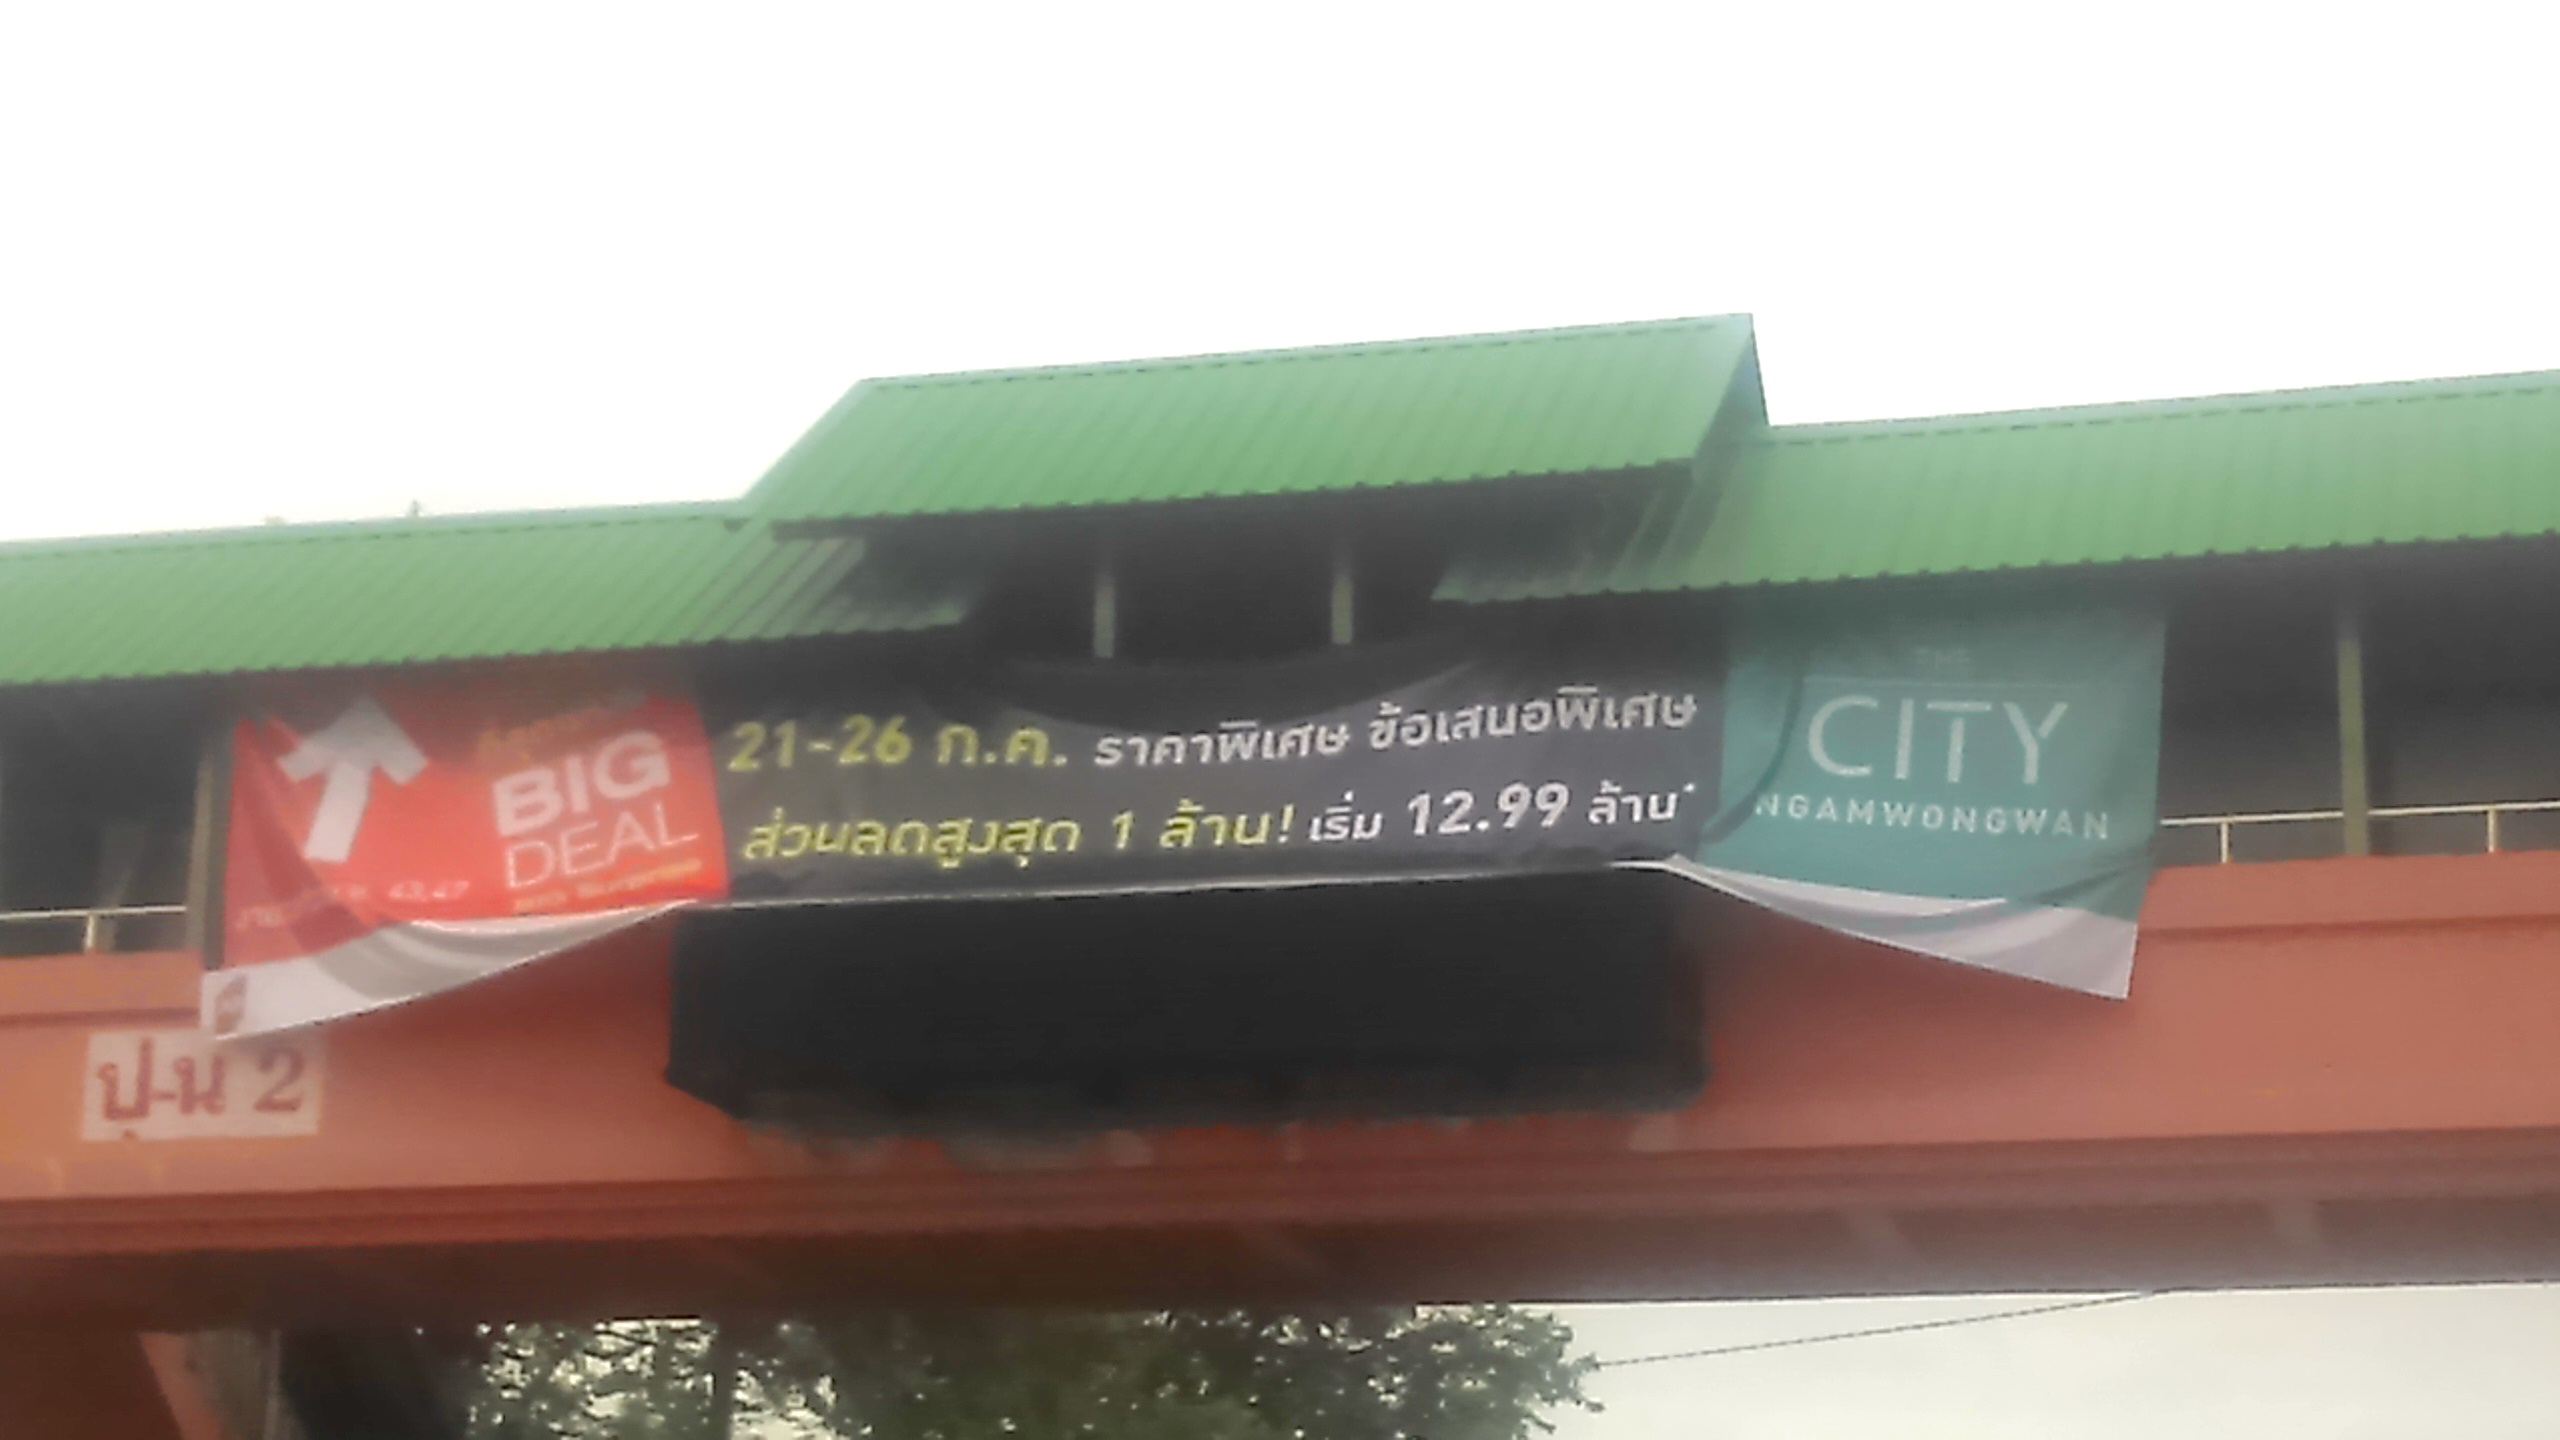 BIG
DEAL
21-26 ก.ค. ราคาพิเศษ ข้อเสนอพิเศษ
ส่วนลดสูงสุด 1 ล้าน! เริ่ม 12.99 ล้าน*
THE
CITY
NGAMWONGWAN
ปุ-น 2